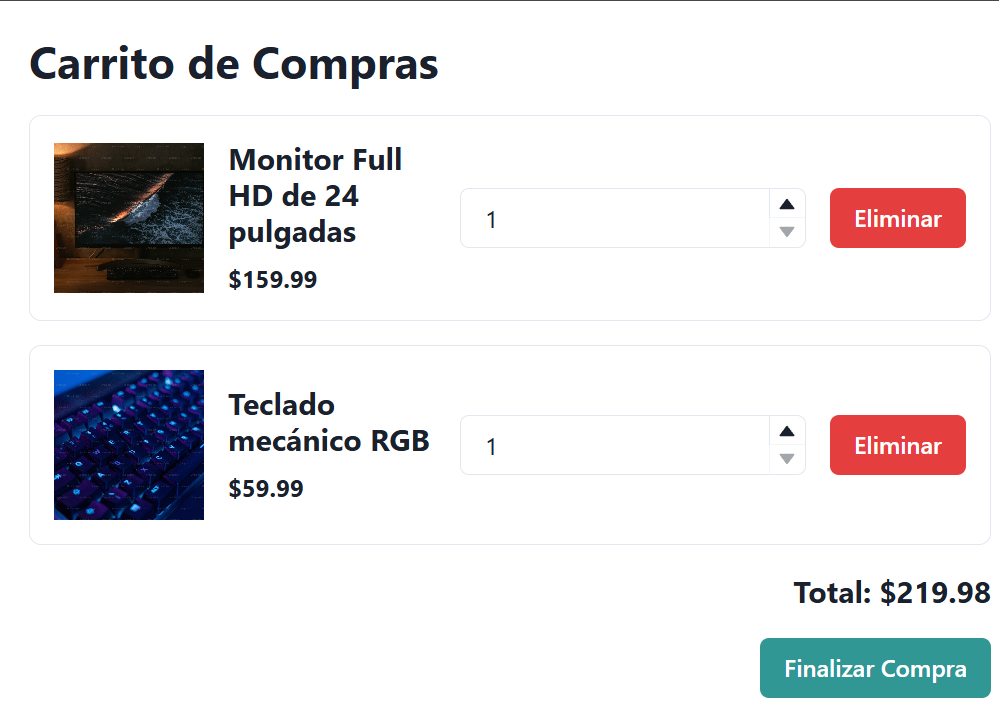 Carrito de Compras
Monitor Full
HD de 24
pulgadas
$159.99
1
Eliminar
Teclado
mecánico RGB
$59.99
1
Eliminar
Total: $219.98
Finalizar Compra